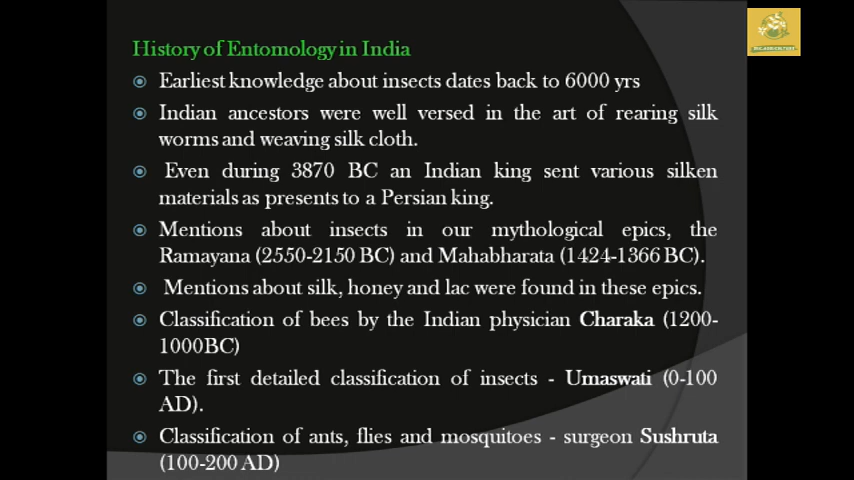 History of Entomology in India
Earliest knowledge about insects dates back to 6000 yrs
Indian ancestors were well versed in the art of rearing silk
worms and weaving silk cloth.
Even during 3870 BC an Indian king sent various silken
materials as presents to a Persian king.
Mentions about insects in our mythological epics, the
Ramayana (2550-2150 BC) and Mahabharata (1424-1366 BC).
Mentions about silk, honey and lac were found in these epics.
Classification of bees by the Indian physician Charaka (1200-
1000BC)
The first detailed classification of insects - Umaswati (0-100
AD).
Classification of ants, flies and mosquitoes - surgeon Sushruta
(100-200 AD)